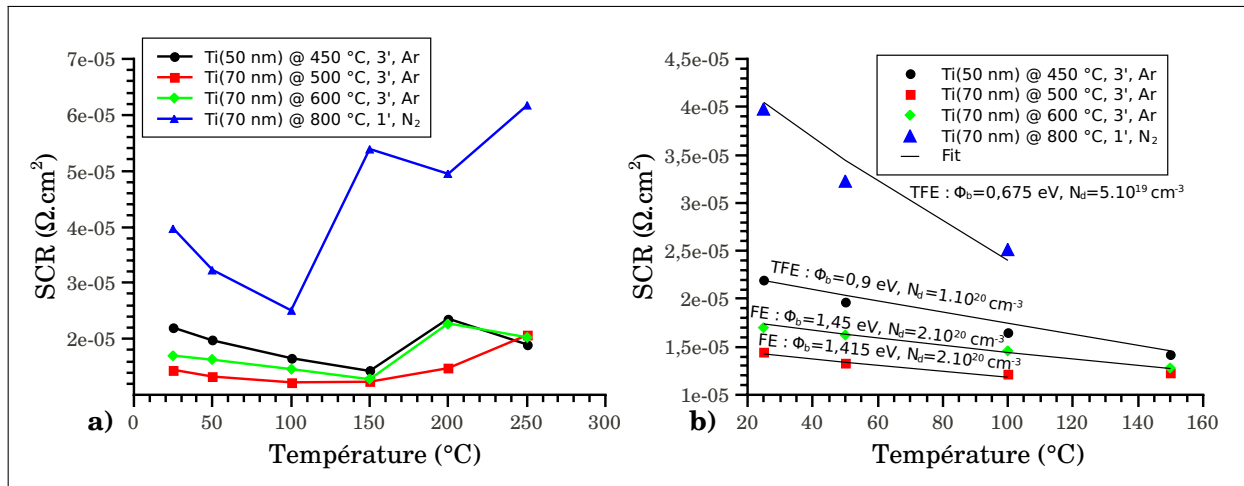 7e-05
6e-05
5e-05
4e-05
3e-05
2e-05
SCR (Ω.cm²)
Ti(50 nm) @ 450 °C, 3', Ar
Ti(70 nm) @ 500 °C, 3', Ar
Ti(70 nm) @ 600 °C, 3', Ar
Ti(70 nm) @ 800 °C, 1', N₂
a)
0 50 100 150 200 250 300
Température (°C)
4,5e-05
4e-05
3,5e-05
3e-05
2,5e-05
2e-05
1,5e-05
1e-05
SCR (Ω.cm²)
Ti(50 nm) @ 450 °C, 3', Ar
Ti(70 nm) @ 500 °C, 3', Ar
Ti(70 nm) @ 600 °C, 3', Ar
Ti(70 nm) @ 800 °C, 1', N₂
Fit
TFE : Φb=0,675 eV, Nd=5.10¹⁹ cm⁻³
TFE : Φb=0,9 eV, Nd=1.10²⁰ cm⁻³
FE : Φb=1,45 eV, Nd=2.10²⁰ cm⁻³
FE : Φb=1,415 eV, Nd=2.10²⁰ cm⁻³
b)
20 40 60 80 100 120 140 160
Température (°C)